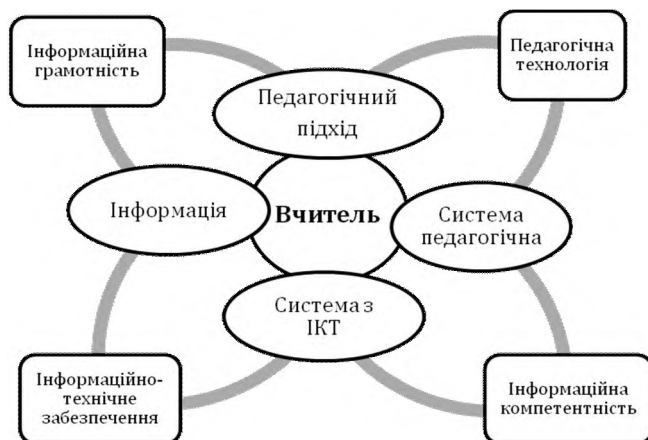 Інформаційна
грамотність
Педагогічна
технологія
Педагогічний
підхід
Інформація
Вчитель
Система
педагогічна
Система з
ІКТ
Інформаційно-
технічне
забезпечення
Інформаційна
компетентність